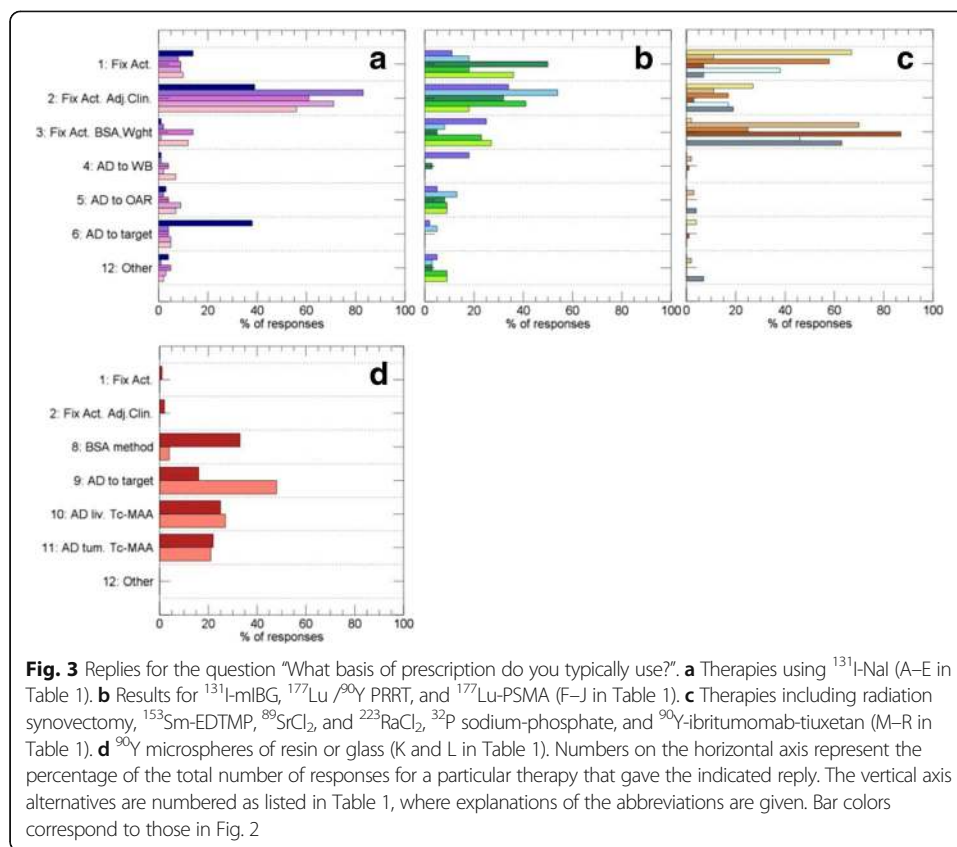 a
b
c
1: Fix Act.
2: Fix Act. Adj.Clin.
3: Fix Act. BSA,Wght
4: AD to WB
5: AD to OAR
6: AD to target
12: Other
0 20 40 60 80 100
0 20 40 60 80 100
0 20 40 60 80 100
% of responses
% of responses
% of responses
d
1: Fix Act.
2: Fix Act. Adj.Clin.
8: BSA method
9: AD to target
10: AD liv. Tc-MAA
11: AD tum. Tc-MAA
12: Other
0 20 40 60 80 100
% of responses
Fig. 3 Replies for the question "What basis of prescription do you typically use?". a Therapies using ¹³¹I-NaI (A–E in
Table 1). b Results for ¹³¹I-mIBG, ¹⁷⁷Lu /⁹⁰Y PRRT, and ¹⁷⁷Lu-PSMA (F–J in Table 1). c Therapies including radiation
synovectomy, ¹⁵³Sm-EDTMP, ⁸⁹SrCl₂, and ²²³RaCl₂, ³²P sodium-phosphate, and ⁹⁰Y-ibritumomab-tiuxetan (M–R in
Table 1). d ⁹⁰Y microspheres of resin or glass (K and L in Table 1). Numbers on the horizontal axis represent the
percentage of the total number of responses for a particular therapy that gave the indicated reply. The vertical axis
alternatives are numbered as listed in Table 1, where explanations of the abbreviations are given. Bar colors
correspond to those in Fig. 2